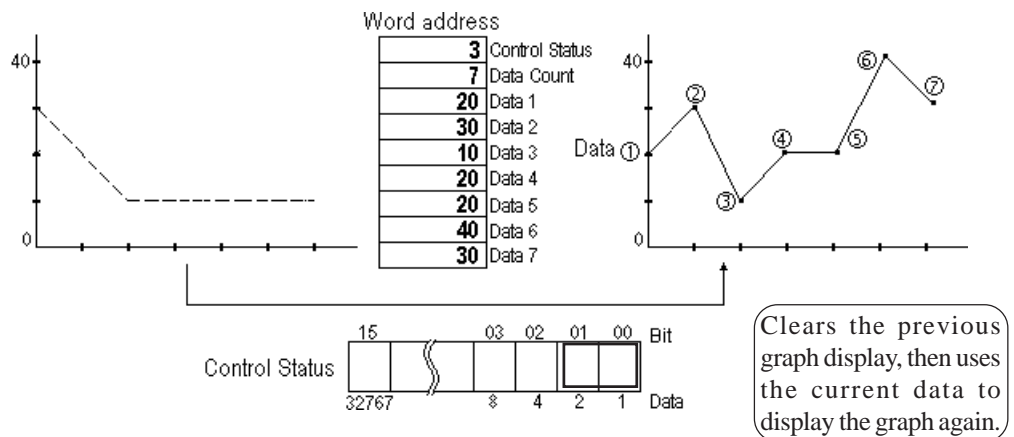 Word address
3 Control Status
7 Data Count
20 Data 1
30 Data 2
10 Data 3
20 Data 4
20 Data 5
40 Data 6
30 Data 7
40
0
40
0
Data ①
②
③
④
⑤
⑥
⑦
15 03 02 01 00 Bit
Control Status
32767 8 4 2 1 Data
Clears the previous
graph display, then uses
the current data to
display the graph again.